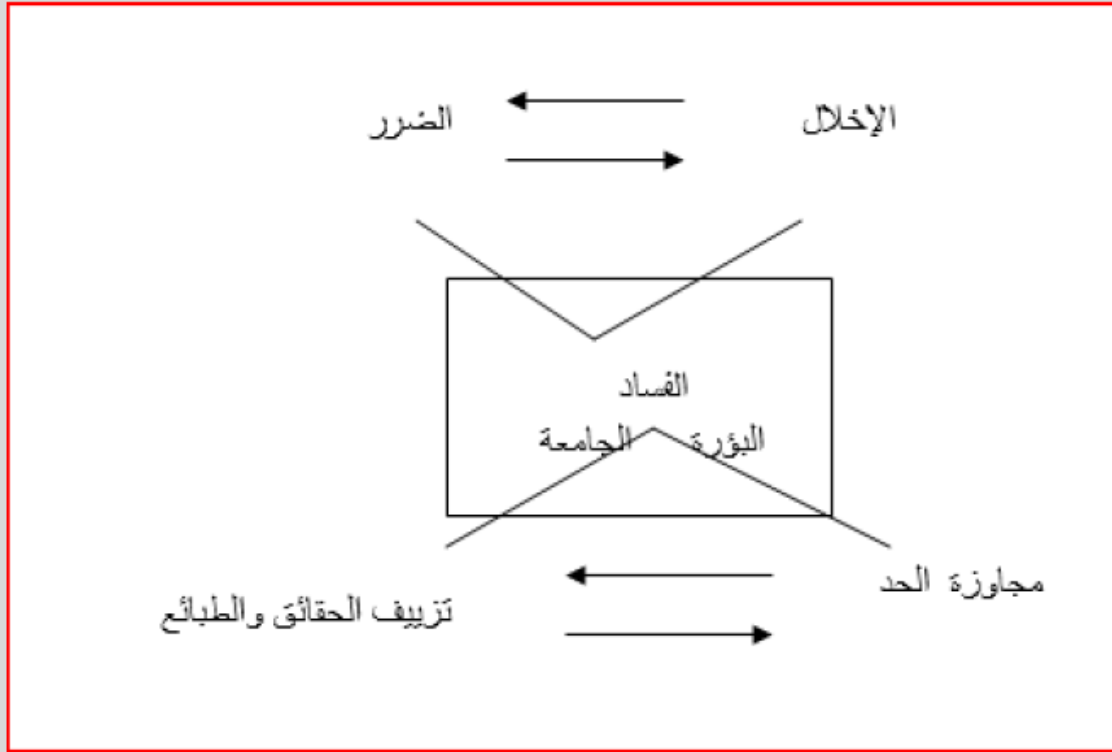 الإخلال الضرر
الفساد
البؤرة الجامعة
مجاوزة الحد
تزييف الحقائق والطبائع